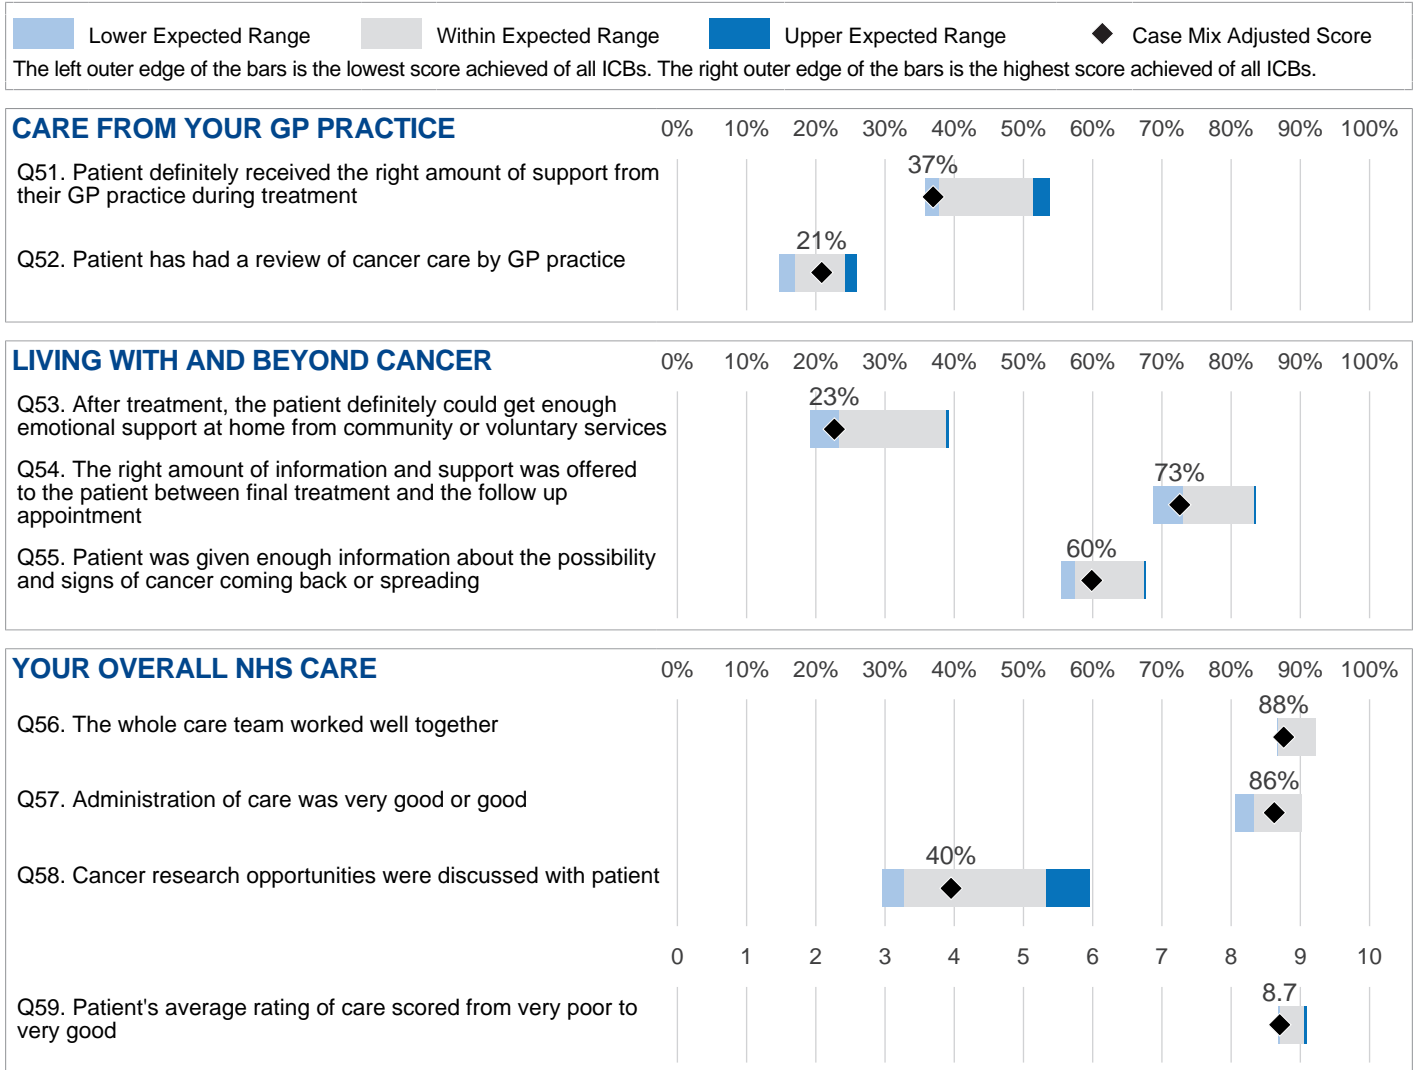 Lower Expected Range Within Expected Range Upper Expected Range Case Mix Adjusted Score
The left outer edge of the bars is the lowest score achieved of all ICBs. The right outer edge of the bars is the highest score achieved of all ICBs.
CARE FROM YOUR GP PRACTICE 0% 10% 20% 30% 40% 50% 60% 70% 80% 90% 100%
37%
Q51. Patient definitely received the right amount of support from
their GP practice during treatment
21%
Q52. Patient has had a review of cancer care by GP practice
LIVING WITH AND BEYOND CANCER 0% 10% 20% 30% 40% 50% 60% 70% 80% 90% 100%
23%
Q53. After treatment, the patient definitely could get enough
emotional support at home from community or voluntary services
73%
Q54. The right amount of information and support was offered
to the patient between final treatment and the follow up
appointment
60%
Q55. Patient was given enough information about the possibility
and signs of cancer coming back or spreading
YOUR OVERALL NHS CARE 0% 10% 20% 30% 40% 50% 60% 70% 80% 90% 100%
88%
Q56. The whole care team worked well together
86%
Q57. Administration of care was very good or good
40%
Q58. Cancer research opportunities were discussed with patient
0 1 2 3 4 5 6 7 8 9 10
8.7
Q59. Patient's average rating of care scored from very poor to
very good